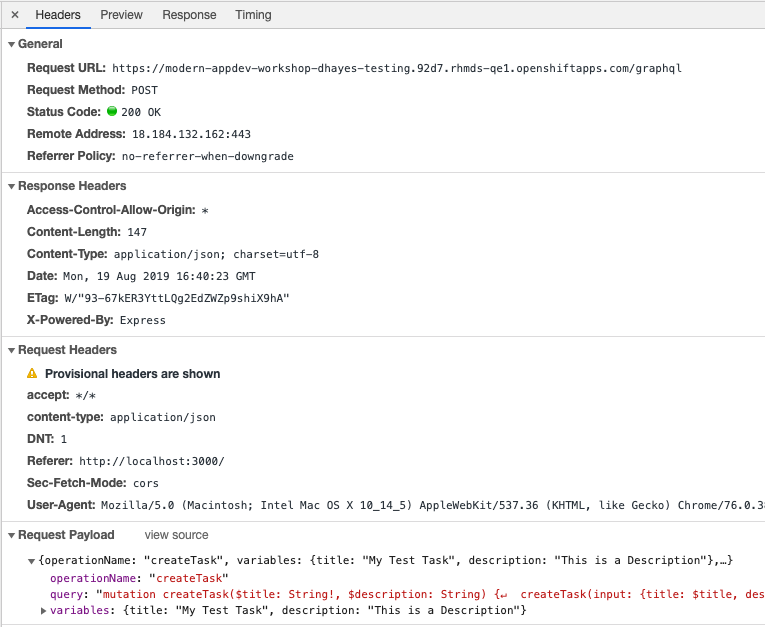 × Headers Preview Response Timing
General
Request URL: https://modern-appdev-workshop-dhayes-testing.92d7.rhmds-qe1.openshiftapps.com/graphql
Request Method: POST
Status Code: 200 OK
Remote Address: 18.184.132.162:443
Referrer Policy: no-referrer-when-downgrade
Response Headers
Access-Control-Allow-Origin: *
Content-Length: 147
Content-Type: application/json; charset=utf-8
Date: Mon, 19 Aug 2019 16:40:23 GMT
ETag: W/"93-67kER3YttLQg2EdZWZp9shiX9hA"
X-Powered-By: Express
Request Headers
Provisional headers are shown
accept: */*
content-type: application/json
DNT: 1
Referer: http://localhost:3000/
Sec-Fetch-Mode: cors
User-Agent: Mozilla/5.0 (Macintosh; Intel Mac OS X 10_14_5) AppleWebKit/537.36 (KHTML, like Gecko) Chrome/76.0.38
Request Payload view source
{operationName: "createTask", variables: {title: "My Test Task", description: "This is a Description"},…}
operationName: "createTask"
query: "mutation createTask($title: String!, $description: String) {↵  createTask(input: {title: $title, des
variables: {title: "My Test Task", description: "This is a Description"}